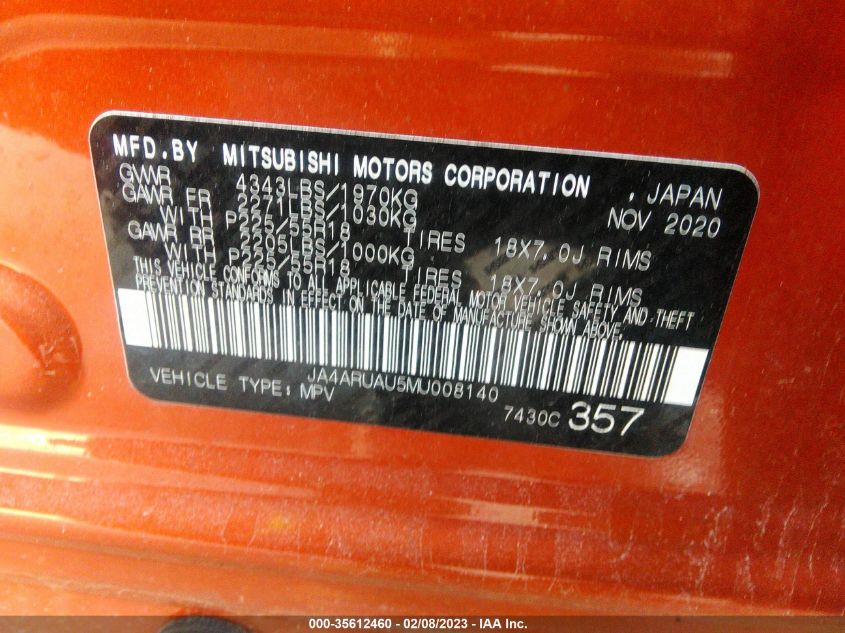 MFD.BY MITSUBISHI MOTORS CORPORATION , JAPAN
GVWR 4343LBS/1970KG NOV 2020
GAWR FR 2271LBS/1030KG
WITH P225/55R18 TIRES 18X7.0J RIMS
GAWR RR 2205LBS/1000KG
WITH P225/55R18 TIRES 18X7.0J RIMS
THIS VEHICLE CONFORMS TO ALL APPLICABLE FEDERAL MOTOR VEHICLE SAFETY AND THEFT
PREVENTION STANDARDS IN EFFECT ON THE DATE OF MANUFACTURE SHOWN ABOVE.
JA4ARUAU5MU008140
VEHICLE TYPE: MPV
7430C 357
000-35612460 - 02/08/2023 - IAA Inc.